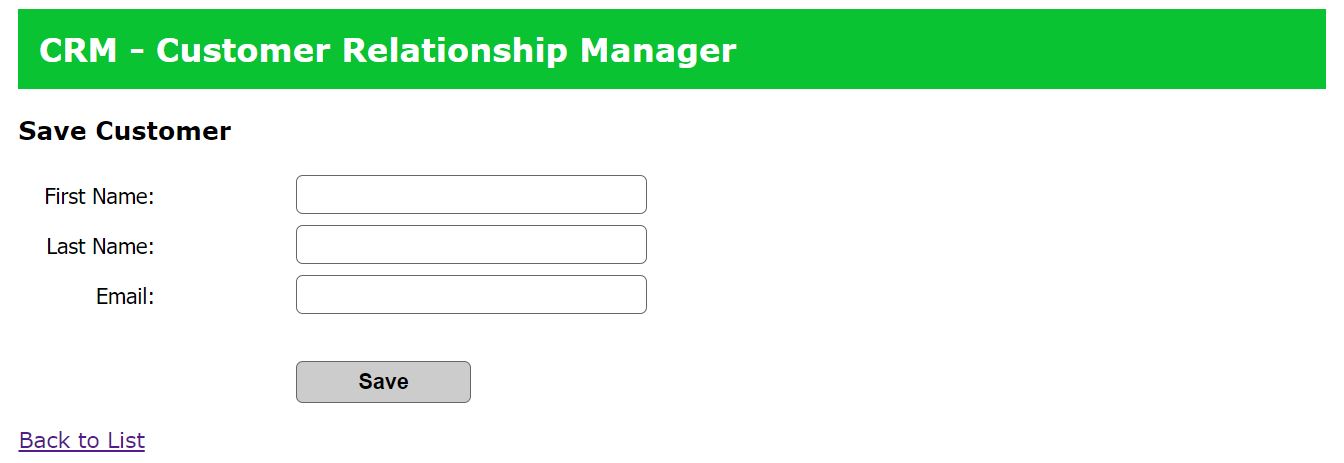 CRM - Customer Relationship Manager
Save Customer
First Name:
Last Name:
Email:
Save
Back to List